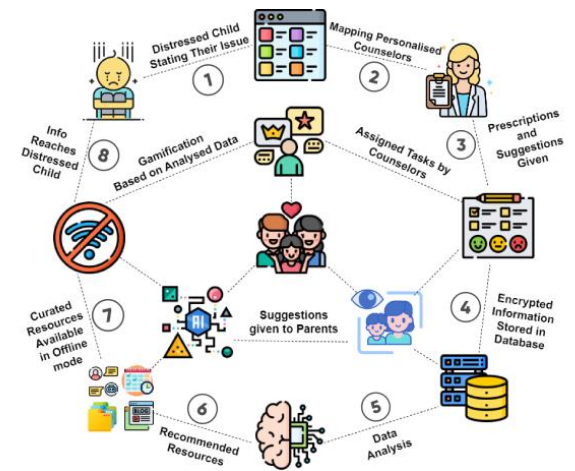 Distressed Child
Stating Their Issue
1
Mapping Personalised
Counselors
2
Prescriptions
and
Suggestions
Given
3
Info
Reaches
Distressed
Child
8
Gamification
Based on Analysed Data
Assigned Tasks by
Counselors
Curated
Resources
Available
in Offline
mode
7
AI
Suggestions
given to Parents
4
Encrypted
Information
Stored in
Database
BLOG
6
Recommended
Resources
5
Data
Analysis